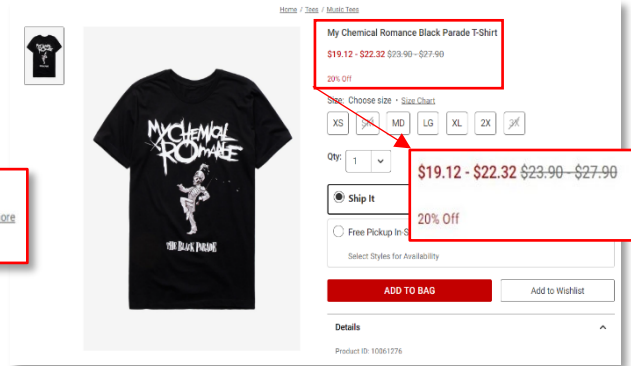 Home / Tees / Music Tees
My Chemical Romance Black Parade T-Shirt
$19.12 - $22.32 $23.90 - $27.90
20% Off
Size: Choose size • Size Chart
XS SM MD LG XL 2X 3X
Qty: 1
$19.12 - $22.32 $23.90 - $27.90
20% Off
Ship It
Free Pickup In-S
Select Styles for Availability
ADD TO BAG Add to Wishlist
Details
Product ID: 10061276
MY CHEMICAL
ROMANCE
THE BLACK PARADE
ore